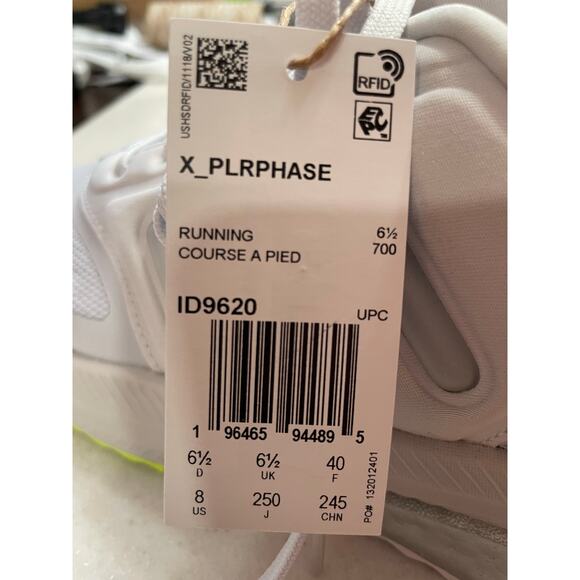 USHSDRFID/1118/V02
RFID
EPC
X_PLRPHASE
RUNNING 6½
COURSE A PIED 700
ID9620
UPC
1 96465 94489 5
6½ 6½ 40
D UK F
8 250 245
US J CHN
PO# 132012401